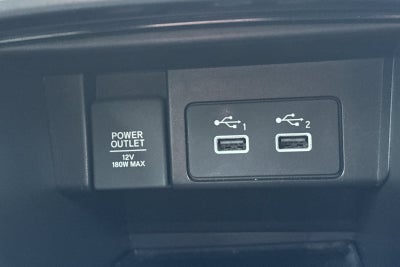 POWER
OUTLET
12V
180W MAX
1
2